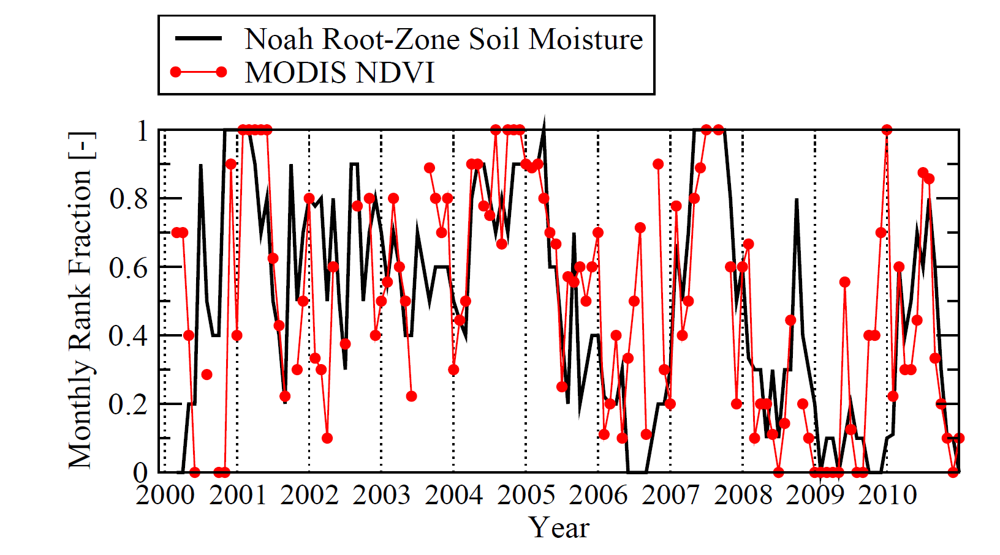 Noah Root-Zone Soil Moisture
MODIS NDVI
Monthly Rank Fraction [-]
1
0.8
0.6
0.4
0.2
0
2000 2001 2002 2003 2004 2005 2006 2007 2008 2009 2010
Year